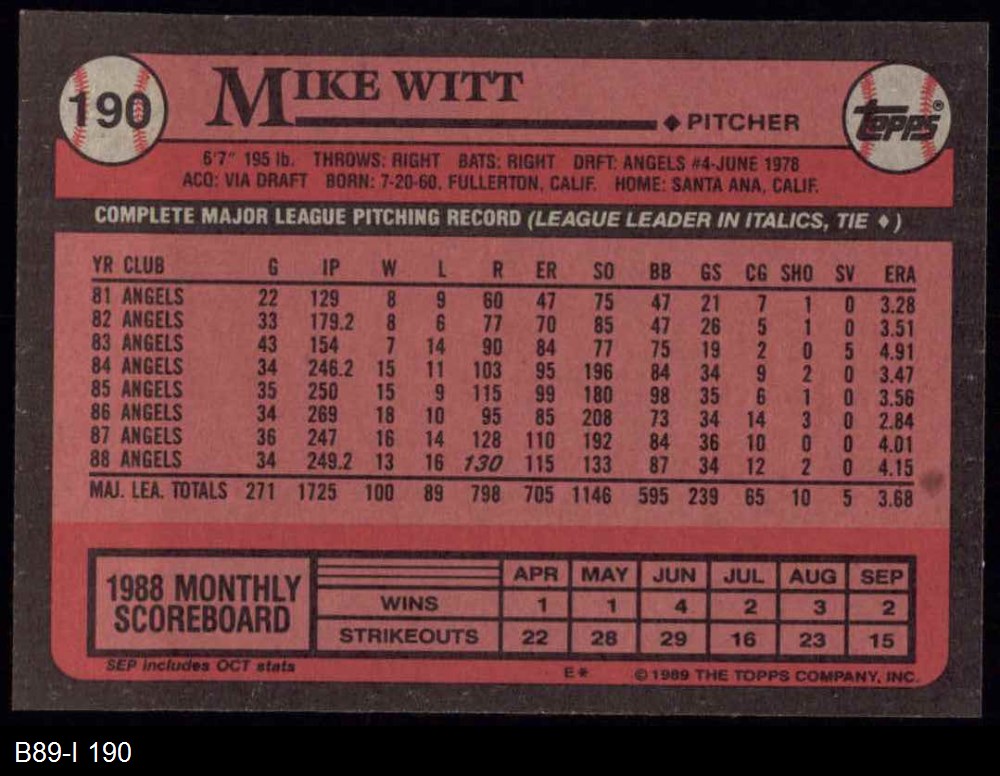 190
MIKE WITT
◆ PITCHER
TOPPS®
6'7" 195 lb. THROWS: RIGHT BATS: RIGHT DRFT: ANGELS #4-JUNE 1978
ACQ: VIA DRAFT BORN: 7-20-60, FULLERTON, CALIF. HOME: SANTA ANA, CALIF.
COMPLETE MAJOR LEAGUE PITCHING RECORD (LEAGUE LEADER IN ITALICS, TIE ♦)
YR CLUB G IP W L R ER SO BB GS CG SHO SV ERA
81 ANGELS 22 129 8 9 60 47 75 47 21 7 1 0 3.28
82 ANGELS 33 179.2 8 6 77 70 85 47 26 5 1 0 3.51
83 ANGELS 43 154 7 14 90 84 77 75 19 2 0 5 4.91
84 ANGELS 34 246.2 15 11 103 95 196 84 34 9 2 0 3.47
85 ANGELS 35 250 15 9 115 99 180 98 35 6 1 0 3.56
86 ANGELS 34 269 18 10 95 85 208 73 34 14 3 0 2.84
87 ANGELS 36 247 16 14 128 110 192 84 36 10 0 0 4.01
88 ANGELS 34 249.2 13 16 130 115 133 87 34 12 2 0 4.15
MAJ. LEA. TOTALS 271 1725 100 89 798 705 1146 595 239 65 10 5 3.68
1988 MONTHLY
SCOREBOARD
APR MAY JUN JUL AUG SEP
WINS 1 1 4 2 3 2
STRIKEOUTS 22 28 29 16 23 15
SEP includes OCT stats
E* © 1989 THE TOPPS COMPANY, INC.
B89-I 190